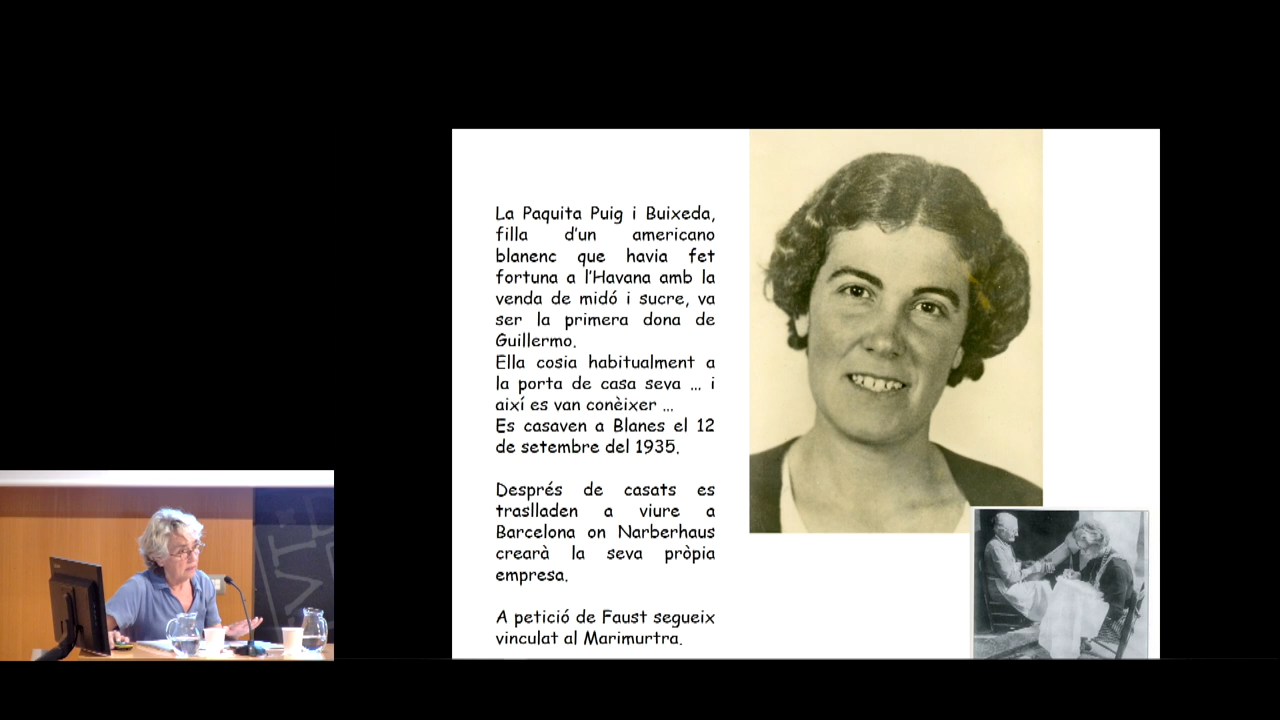 La Paquita Puig i Buixeda,
filla d'un americano
blanenc que havia fet
fortuna a l'Havana amb la
venda de midó i sucre, va
ser la primera dona de
Guillermo.
Ella cosia habitualment a
la porta de casa seva ... i
així es van conèixer ...
Es casaven a Blanes el 12
de setembre del 1935.
Després de casats es
traslladen a viure a
Barcelona on Narberhaus
crearà la seva pròpia
empresa.
A petició de Faust segueix
vinculat al Marimurtra.